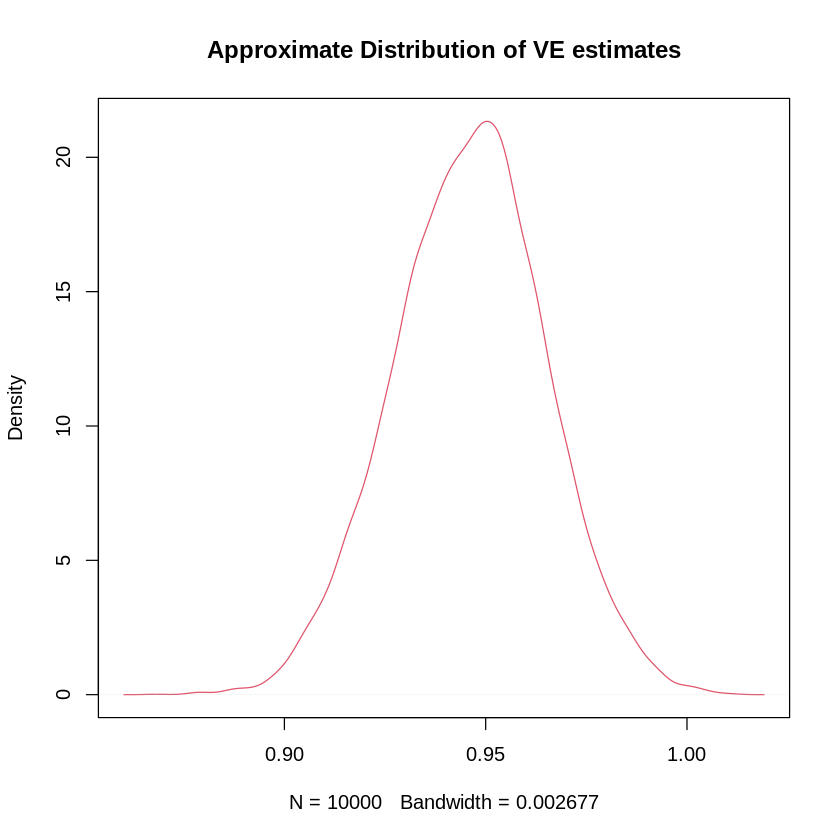 Approximate Distribution of VE estimates
Density
20
15
10
5
0
0.90 0.95 1.00
N = 10000 Bandwidth = 0.002677